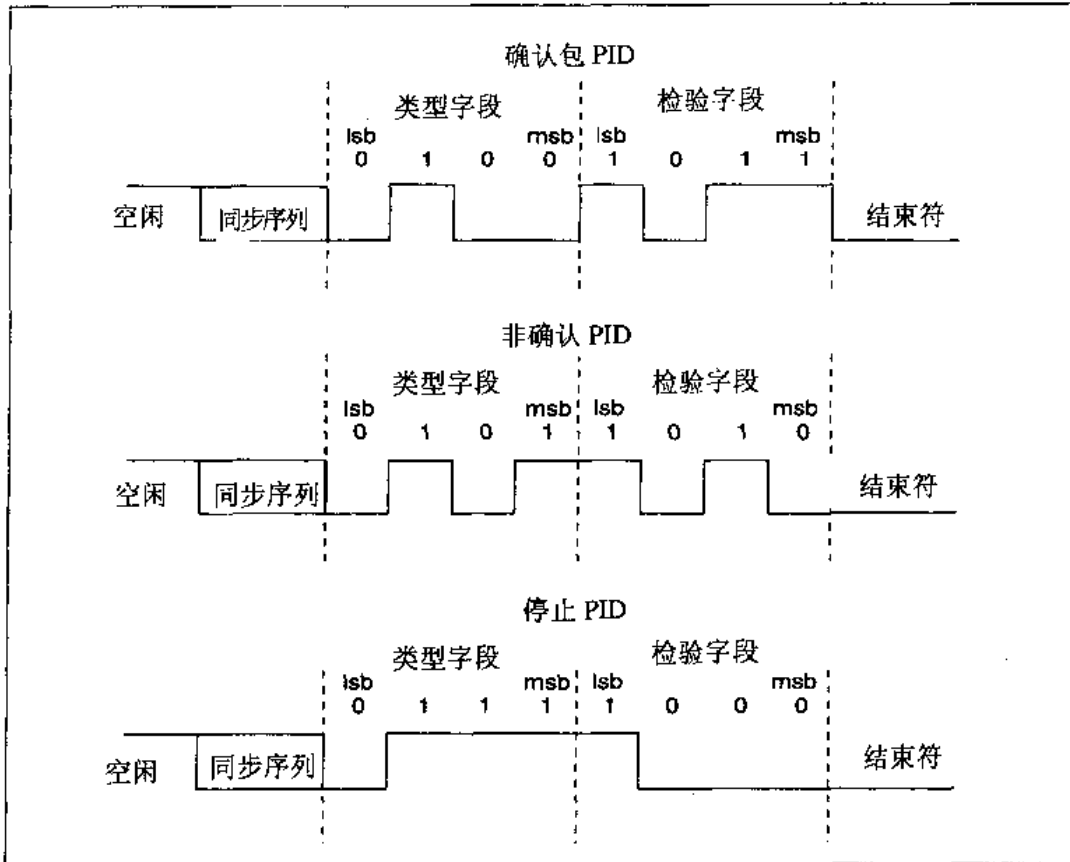 确认包 PID
类型字段 检验字段
lsb msb lsb msb
0 1 0 0 1 0 1 1
空闲 同步序列 结束符
非确认 PID
类型字段 检验字段
lsb msb lsb msb
0 1 0 1 1 0 1 0
空闲 同步序列 结束符
停止 PID
类型字段 检验字段
lsb msb lsb msb
0 1 1 1 1 0 0 0
空闲 同步序列 结束符